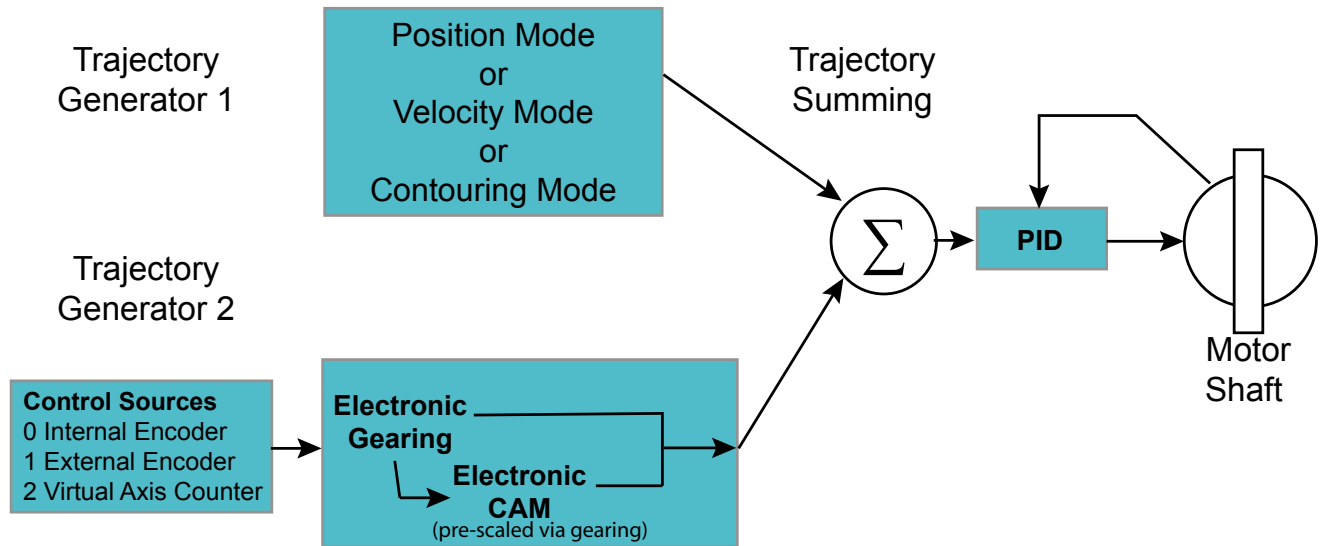 Trajectory
Generator 1
Position Mode
or
Velocity Mode
or
Contouring Mode
Trajectory
Summing
∑
PID
Motor
Shaft
Trajectory
Generator 2
Control Sources
0 Internal Encoder
1 External Encoder
2 Virtual Axis Counter
Electronic
Gearing
Electronic
CAM
(pre-scaled via gearing)